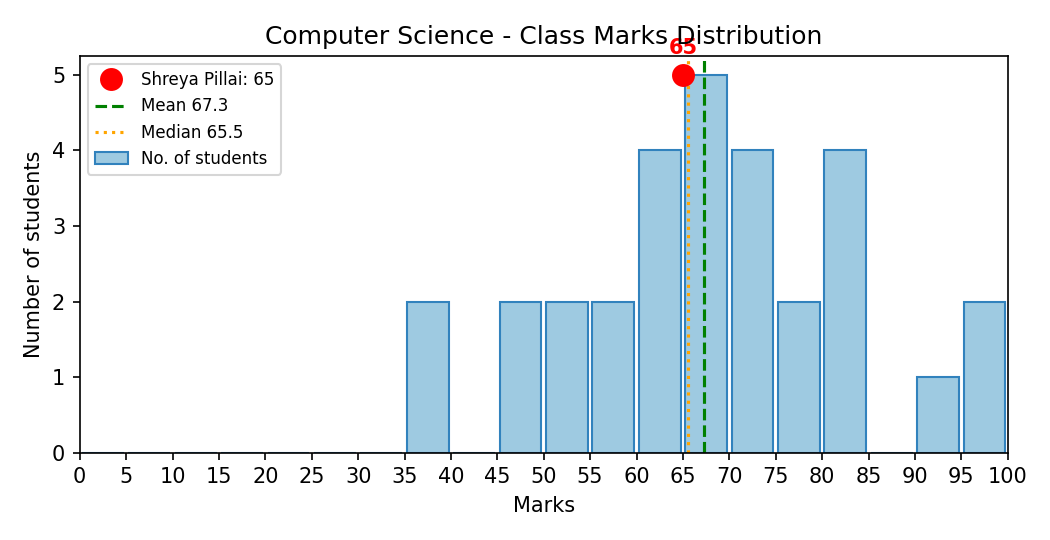 Computer Science - Class Marks Distribution
65
Shreya Pillai: 65
Mean 67.3
Median 65.5
No. of students
Number of students
5
4
3
2
1
0
0 5 10 15 20 25 30 35 40 45 50 55 60 65 70 75 80 85 90 95 100
Marks